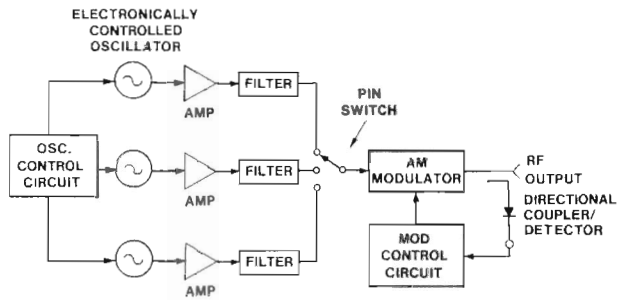 ELECTRONICALLY
CONTROLLED
OSCILLATOR
FILTER
AMP
PIN
SWITCH
OSC.
CONTROL
CIRCUIT
FILTER
AMP
AM
MODULATOR
RF
OUTPUT
DIRECTIONAL
COUPLER/
DETECTOR
MOD
CONTROL
CIRCUIT
FILTER
AMP